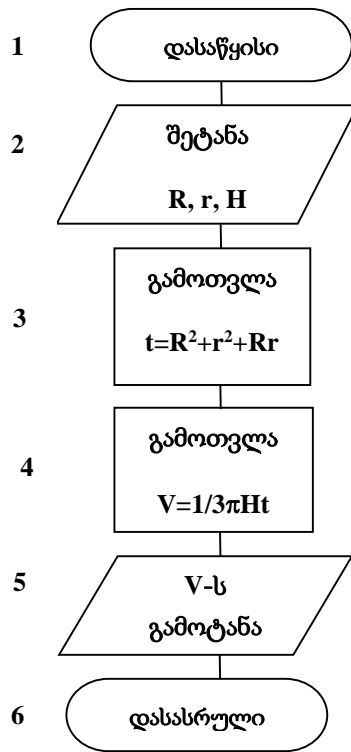 1 დასაწყისი
2 შეტანა
R, r, H
გამოთვლა
3 t=R²+r²+Rr
გამოთვლა
4 V=1/3πHt
5 V-ს
გამოტანა
6 დასასრული